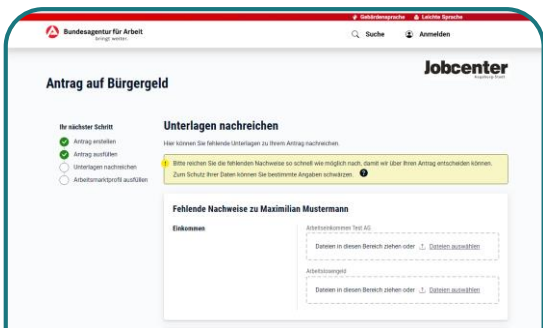 Gebärdensprache Leichte Sprache
Bundesagentur für Arbeit
bringt weiter.
Suche Anmelden
Jobcenter
Antrag auf Bürgergeld
Ihr nächster Schritt
Antrag erstellen
Antrag ausfüllen
Unterlagen nachreichen
Arbeitsmarktprofil ausfüllen
Unterlagen nachreichen
Hier können Sie fehlende Unterlagen zu Ihrem Antrag nachreichen.
Bitte reichen Sie die fehlenden Nachweise so schnell wie möglich nach, damit wir über Ihren Antrag entscheiden können.
Zum Schutz Ihrer Daten können Sie bestimmte Angaben schwärzen.
Fehlende Nachweise zu Maximilian Mustermann
Einkommen
Arbeitseinkommen Test AG
Dateien in diesen Bereich ziehen oder Dateien auswählen
Arbeitslosengeld
Dateien in diesen Bereich ziehen oder Dateien auswählen